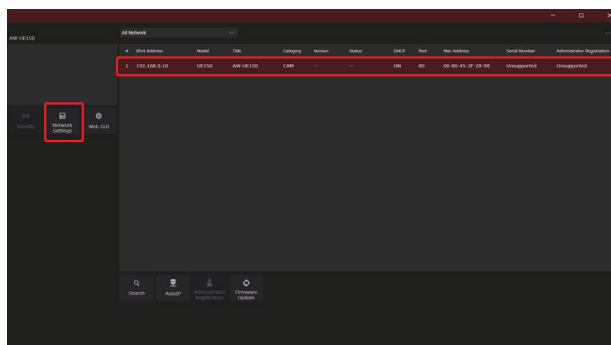 AW-UE150
All Network
# IPv4 Address Model Title Category Version Status DHCP Port Mac Address Serial Number Administrator Registration
1 192.168.0.10 UE150 AW-UE150 CAM --- --- ON 80 00-80-45-2F-28-98 Unsupported Unsupported
Identify
Network
Settings
Web GUI
Search
AutoIP
Administrator
Registration
Firmware
Update